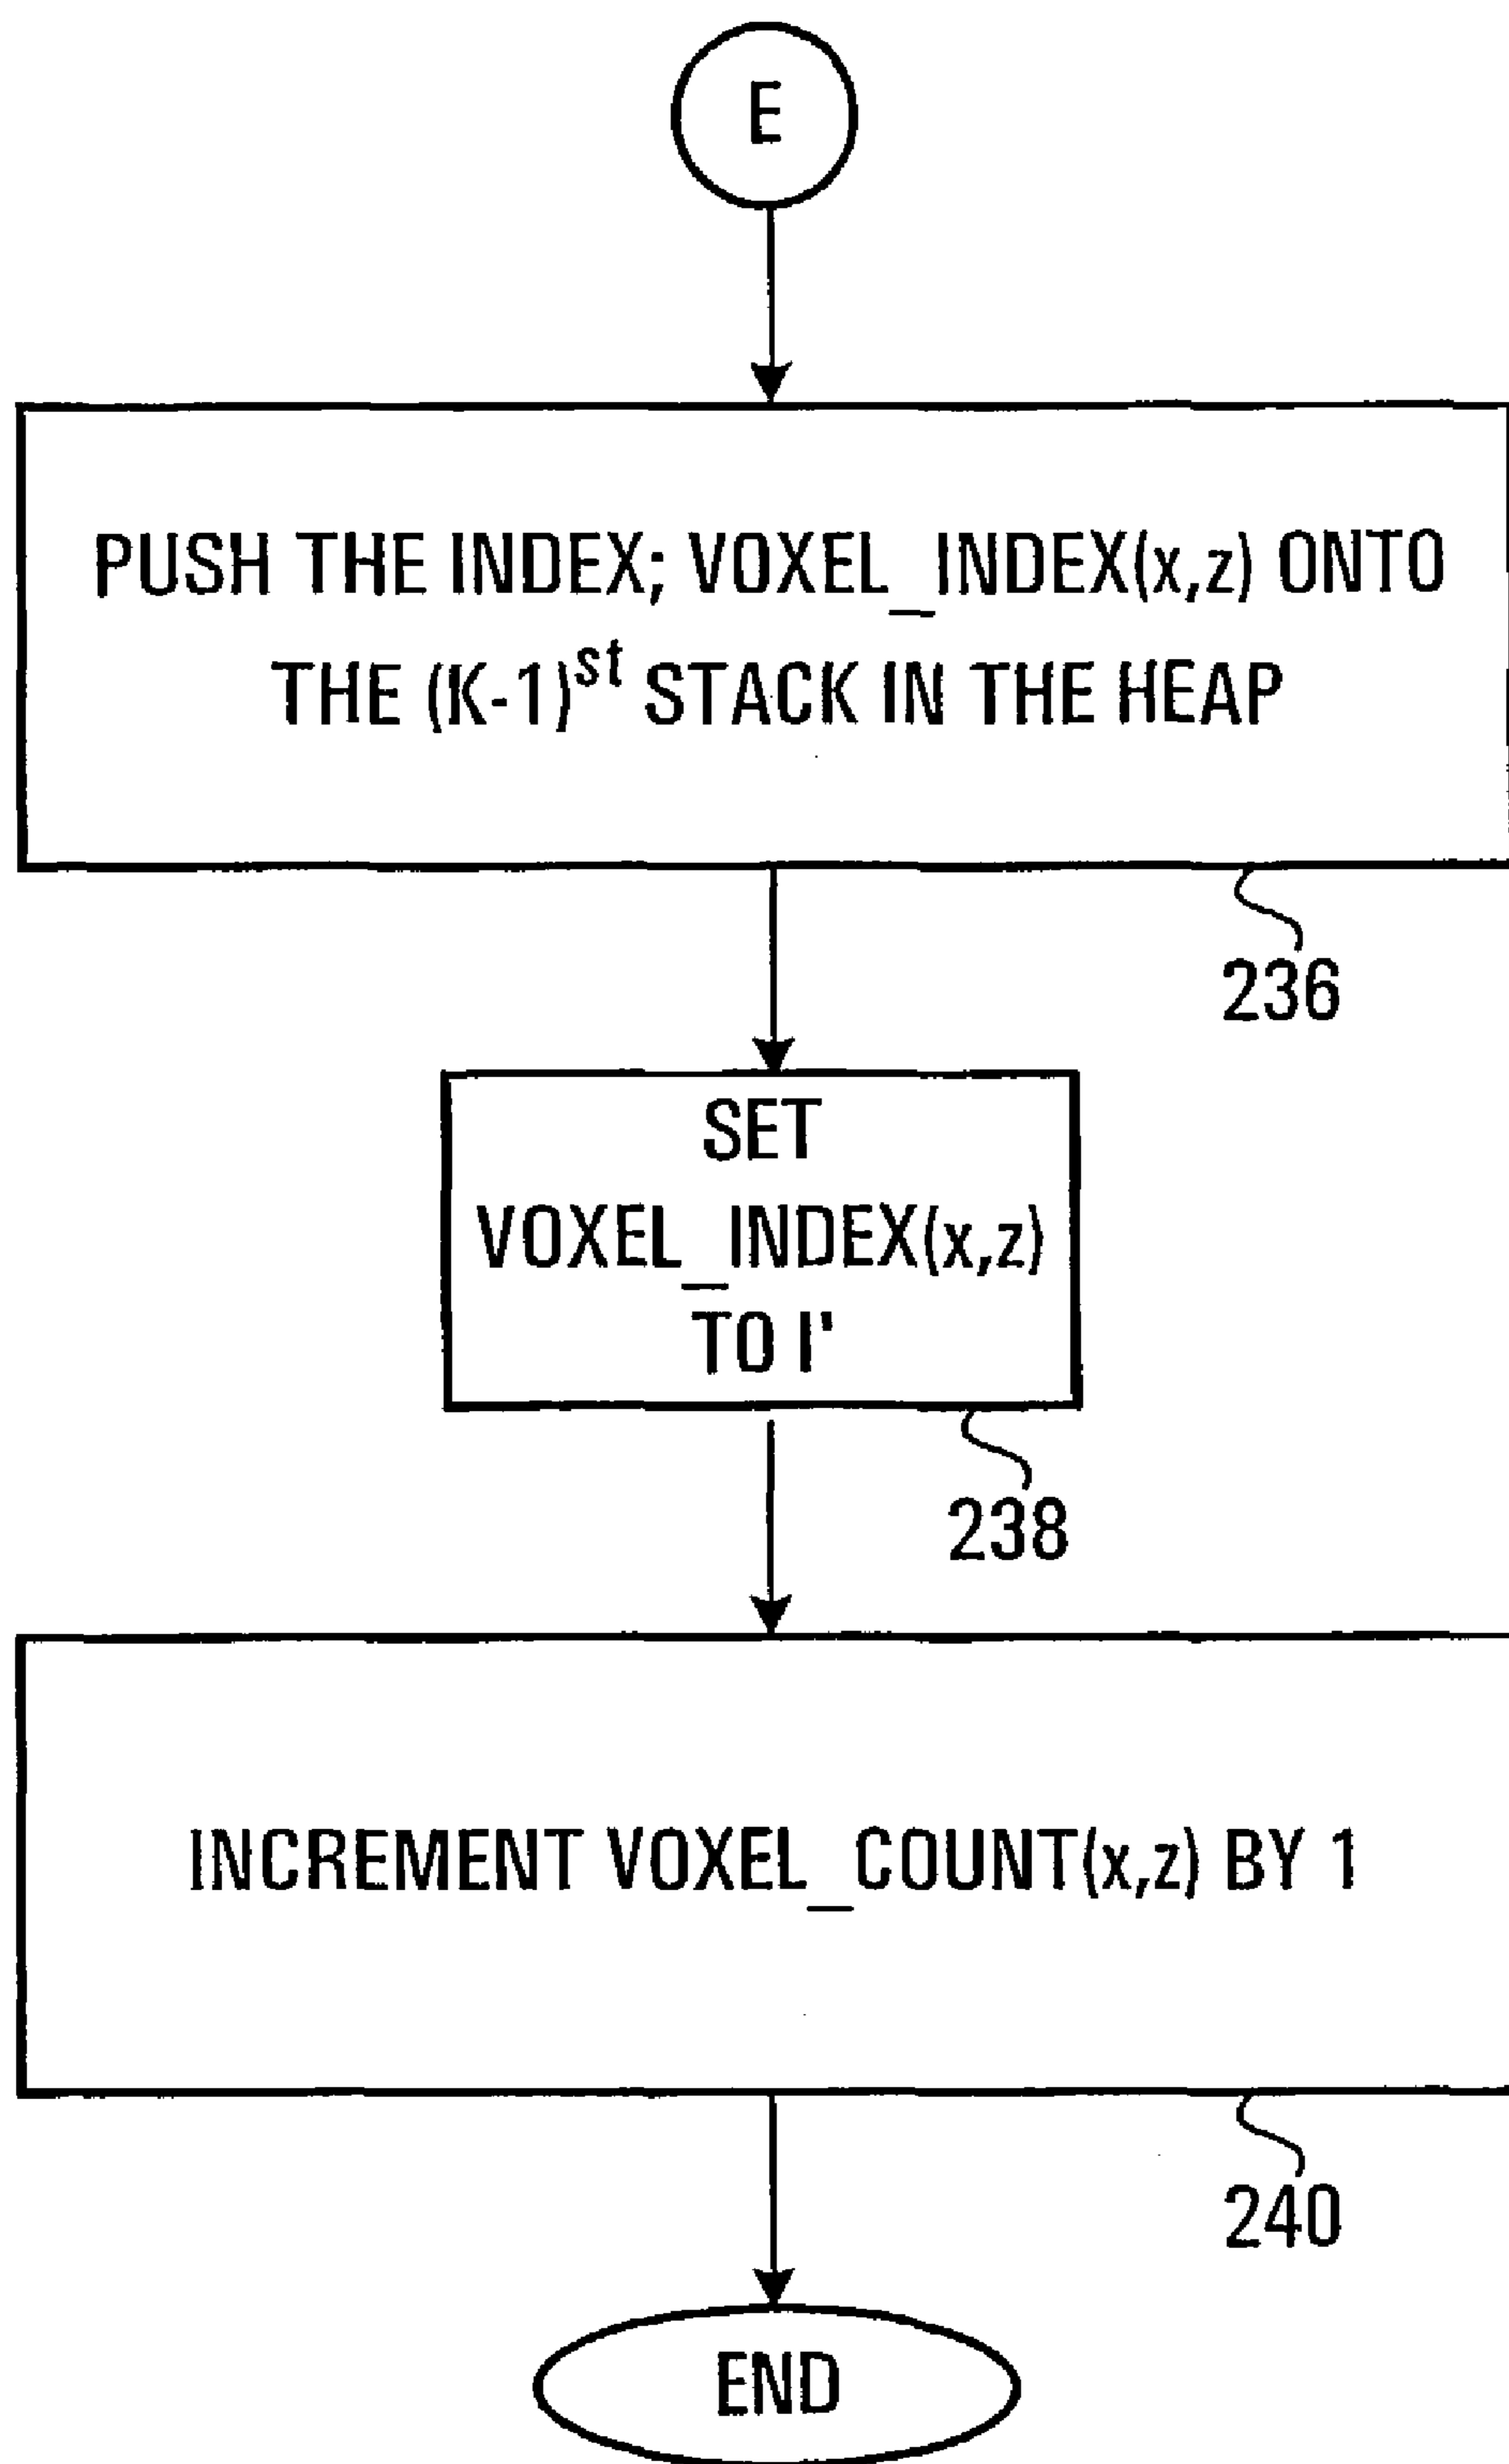 E
PUSH THE INDEX; VOXEL_INDEX(x,z) ONTO
THE (K-1)st STACK IN THE HEAP
236
SET
VOXEL_INDEX(x,z)
TO I'
238
INCREMENT VOXEL_COUNT(x,z) BY 1
240
END